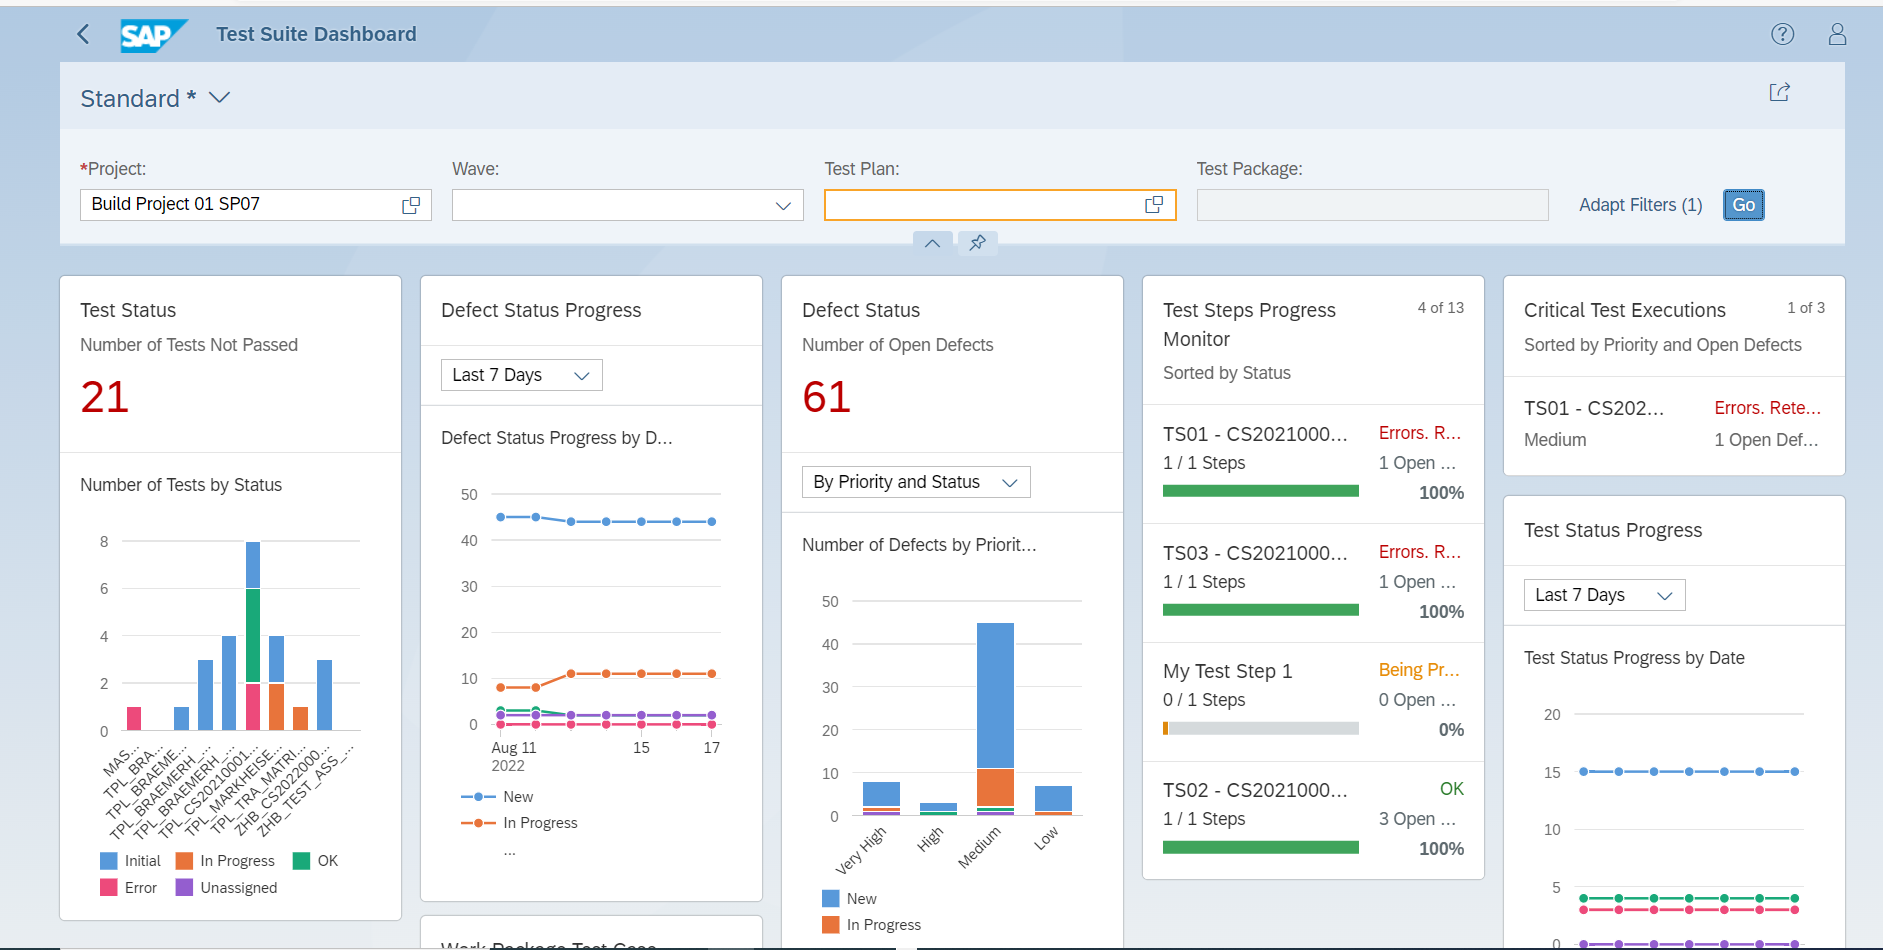 SAP Test Suite Dashboard
Standard *
*Project:
Build Project 01 SP07
Wave:
Test Plan:
Test Package:
Adapt Filters (1)
Go
Test Status
Number of Tests Not Passed
21
Number of Tests by Status
8
6
4
2
0
MAS...
TPL_BRA...
TPL_BRAEME...
TPL_BRAEMERH_...
TPL_BRAEMERH_...
TPL_CS20210001...
TPL_MARKHEISE...
TPL_TRA_MATRI...
ZHB_CS2022000...
ZHB_TEST_ASS_...
Initial
In Progress
OK
Error
Unassigned
Defect Status Progress
Last 7 Days
Defect Status Progress by D...
50
40
30
20
10
0
Aug 11
15
17
2022
New
In Progress
...
Work Package Test Case
Defect Status
Number of Open Defects
61
By Priority and Status
Number of Defects by Priorit...
50
40
30
20
10
0
Very High
High
Medium
Low
New
In Progress
Test Steps Progress
Monitor
4 of 13
Sorted by Status
TS01 - CS2021000...
Errors. R...
1 / 1 Steps
1 Open ...
100%
TS03 - CS2021000...
Errors. R...
1 / 1 Steps
1 Open ...
100%
My Test Step 1
Being Pr...
0 / 1 Steps
0 Open ...
0%
TS02 - CS2021000...
OK
1 / 1 Steps
3 Open ...
100%
Critical Test Executions
1 of 3
Sorted by Priority and Open Defects
TS01 - CS202...
Errors. Rete...
Medium
1 Open Def...
Test Status Progress
Last 7 Days
Test Status Progress by Date
20
15
10
5
0